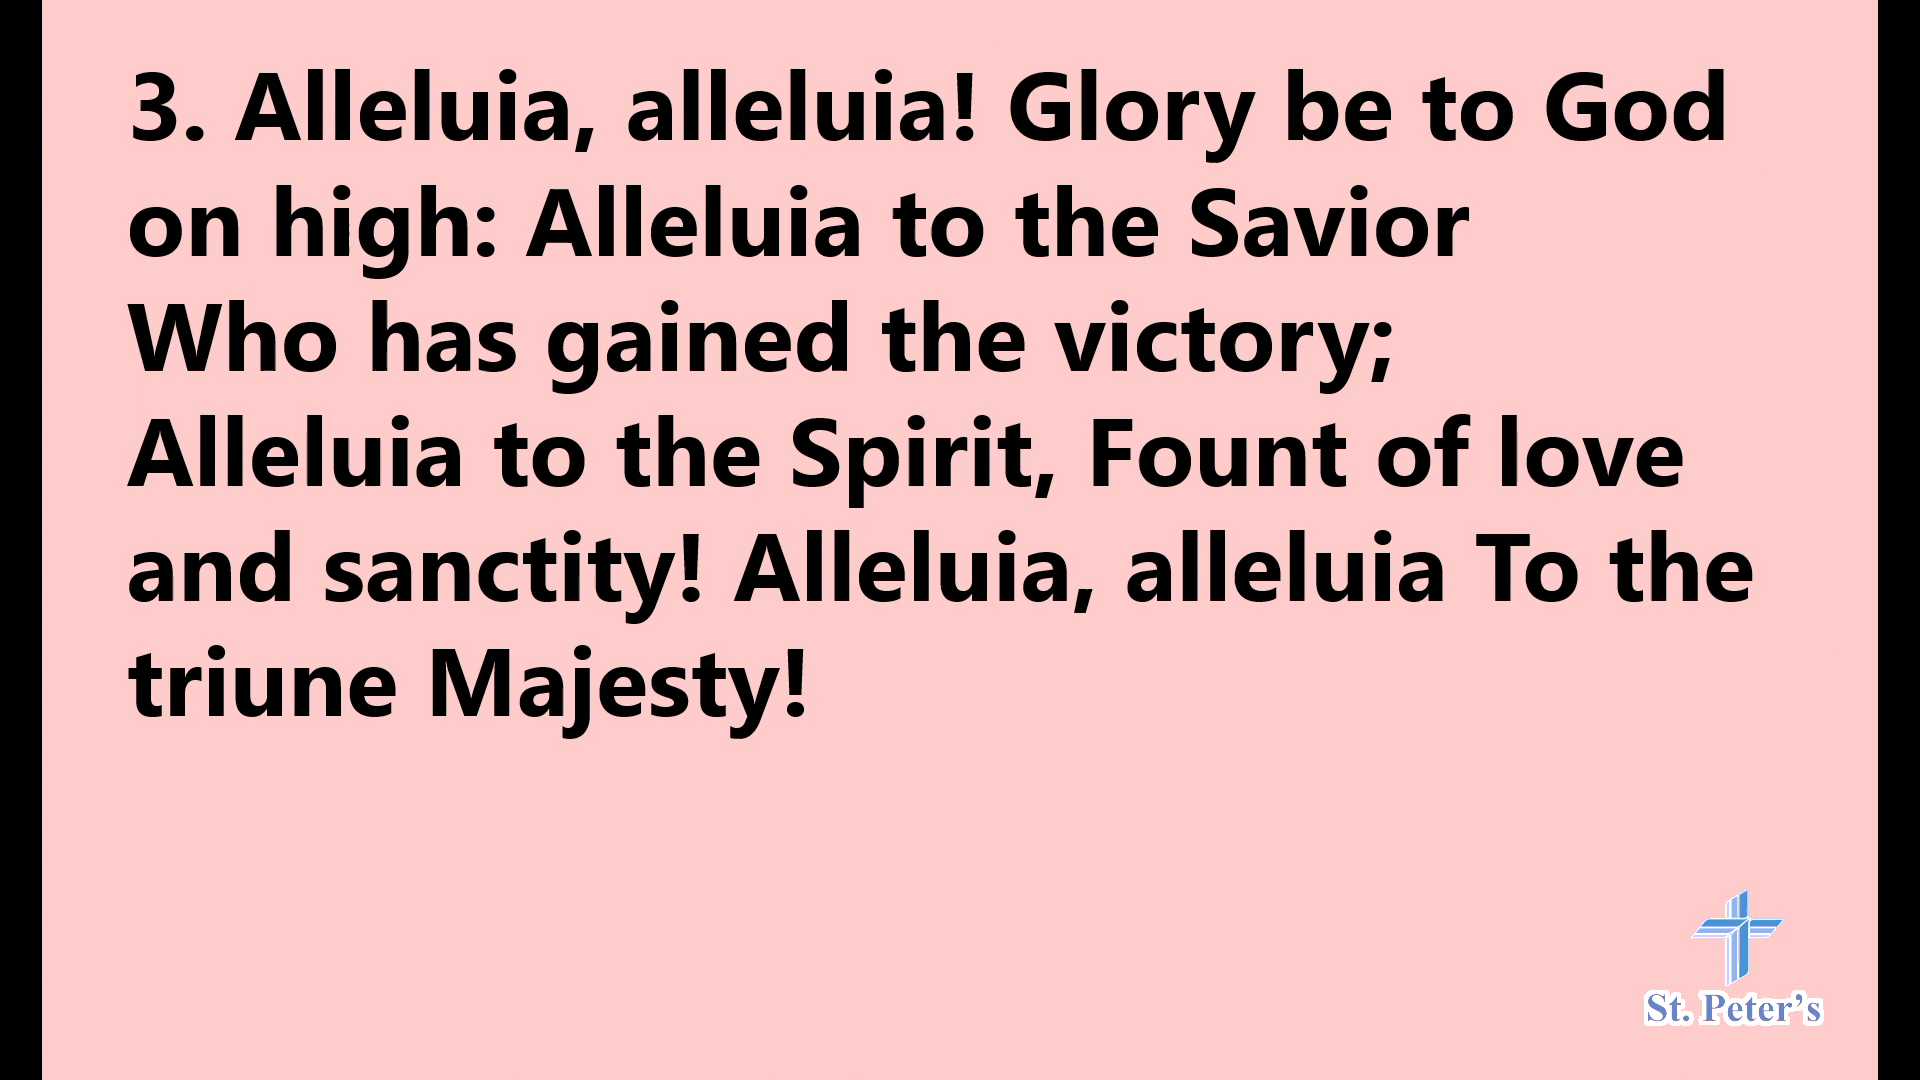 3. Alleluia, alleluia! Glory be to God
on high: Alleluia to the Savior
Who has gained the victory;
Alleluia to the Spirit, Fount of love
and sanctity! Alleluia, alleluia To the
triune Majesty!
St. Peter’s